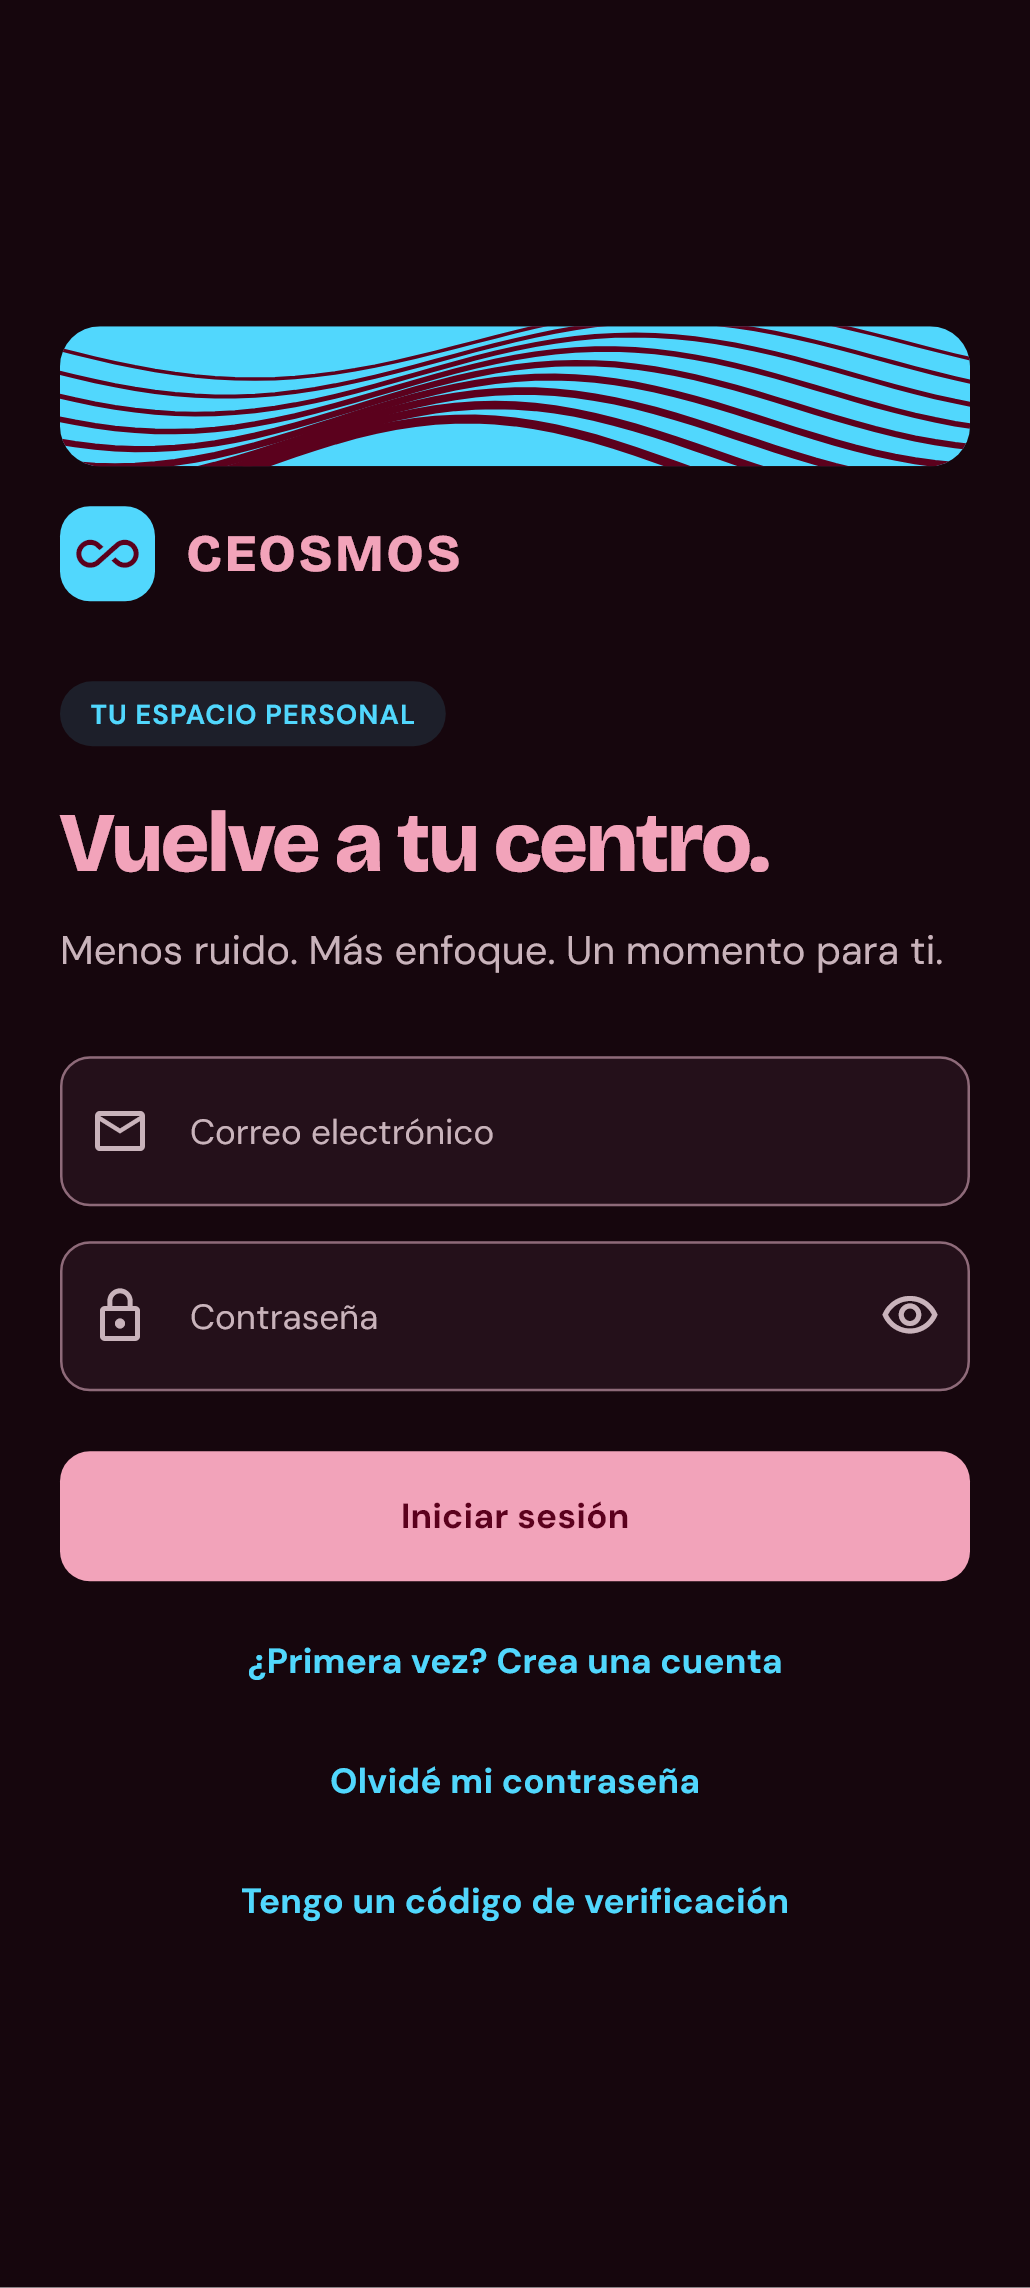 CEOSMOS
TU ESPACIO PERSONAL
Vuelve a tu centro.
Menos ruido. Más enfoque. Un momento para ti.
Correo electrónico
Contraseña
Iniciar sesión
¿Primera vez? Crea una cuenta
Olvidé mi contraseña
Tengo un código de verificación